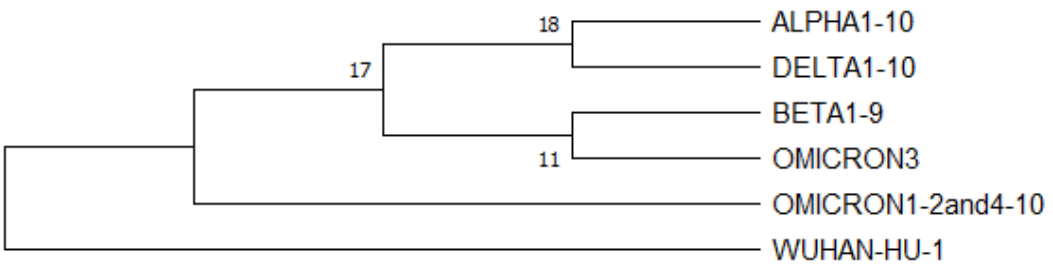 18
ALPHA1-10
17
DELTA1-10
BETA1-9
11
OMICRON3
OMICRON1-2and4-10
WUHAN-HU-1